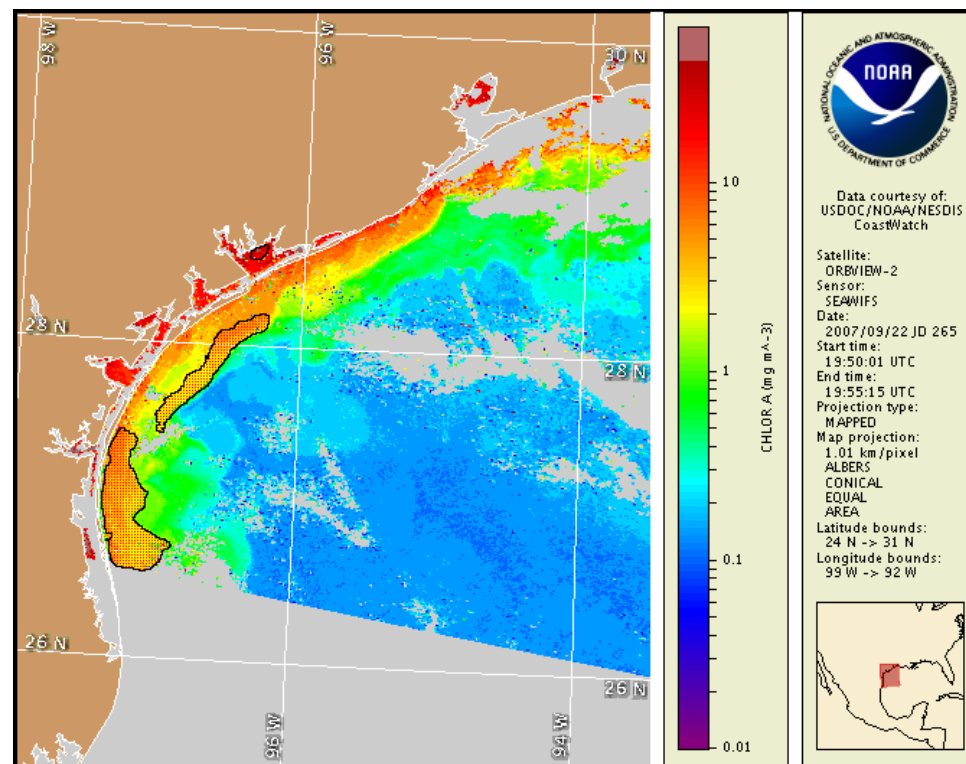 98 W
96 W
30 N
28 N
28 N
26 N
26 N
96 W
94 W
10
1
0.1
0.01
CHLOR A (mg m^-3)
NATIONAL OCEANIC AND ATMOSPHERIC ADMINISTRATION
NOAA
U.S. DEPARTMENT OF COMMERCE
Data courtesy of:
USDOC/NOAA/NESDIS
CoastWatch
Satellite:
ORBVIEW-2
Sensor:
SEAWIFS
Date:
2007/09/22 JD 265
Start time:
19:50:01 UTC
End time:
19:55:15 UTC
Projection type:
MAPPED
Map projection:
1.01 km/pixel
ALBERS
CONICAL
EQUAL
AREA
Latitude bounds:
24 N -> 31 N
Longitude bounds:
99 W -> 92 W